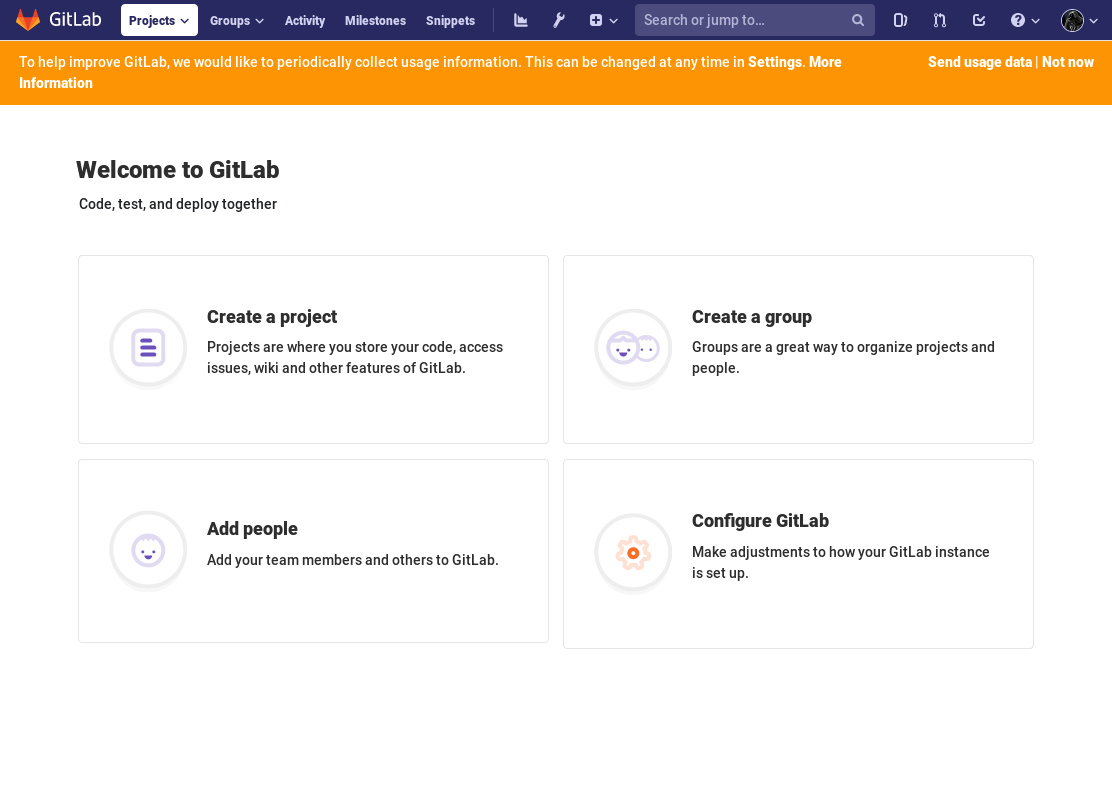 GitLab Projects Groups Activity Milestones Snippets Search or jump to...
To help improve GitLab, we would like to periodically collect usage information. This can be changed at any time in Settings. More Send usage data | Not now
Information
Welcome to GitLab
Code, test, and deploy together
Create a project
Projects are where you store your code, access
issues, wiki and other features of GitLab.
Create a group
Groups are a great way to organize projects and
people.
Add people
Add your team members and others to GitLab.
Configure GitLab
Make adjustments to how your GitLab instance
is set up.